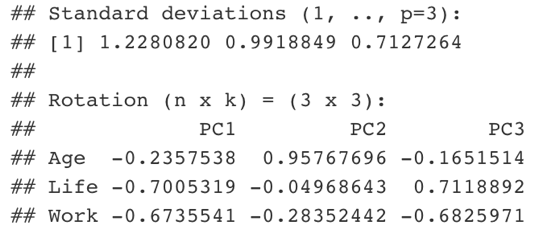 ## Standard deviations (1, .., p=3):
## [1] 1.2280820 0.9918849 0.7127264
##
## Rotation (n x k) = (3 x 3):
##             PC1         PC2        PC3
## Age  -0.2357538  0.95767696 -0.1651514
## Life -0.7005319 -0.04968643  0.7118892
## Work -0.6735541 -0.28352442 -0.6825971